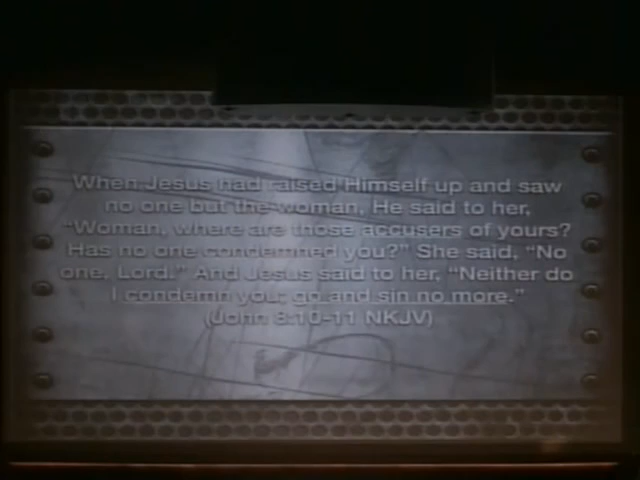 When Jesus had raised Himself up and saw
no one but the woman, He said to her,
“Woman, where are those accusers of yours?
Has no one condemned you?” She said, “No
one, Lord.” And Jesus said to her, “Neither do
I condemn you; go and sin no more.”
(John 8:10-11 NKJV)